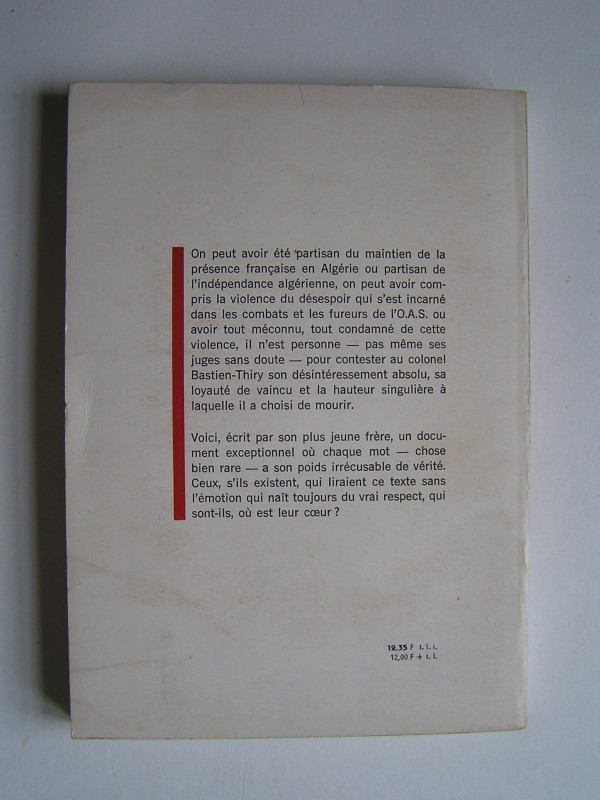 On peut avoir été partisan du maintien de la
présence française en Algérie ou partisan de
l'indépendance algérienne, on peut avoir com-
pris la violence du désespoir qui s'est incarné
dans les combats et les fureurs de l'O.A.S. ou
avoir tout méconnu, tout condamné de cette
violence, il n'est personne — pas même ses
juges sans doute — pour contester au colonel
Bastien-Thiry son désintéressement absolu, sa
loyauté de vaincu et la hauteur singulière à
laquelle il a choisi de mourir.
Voici, écrit par son plus jeune frère, un docu-
ment exceptionnel où chaque mot — chose
bien rare — a son poids irrécusable de vérité.
Ceux, s'ils existent, qui liraient ce texte sans
l'émotion qui naît toujours du vrai respect, qui
sont-ils, où est leur cœur ?
12,35 F t. l. i.
12,00 F + t. l.